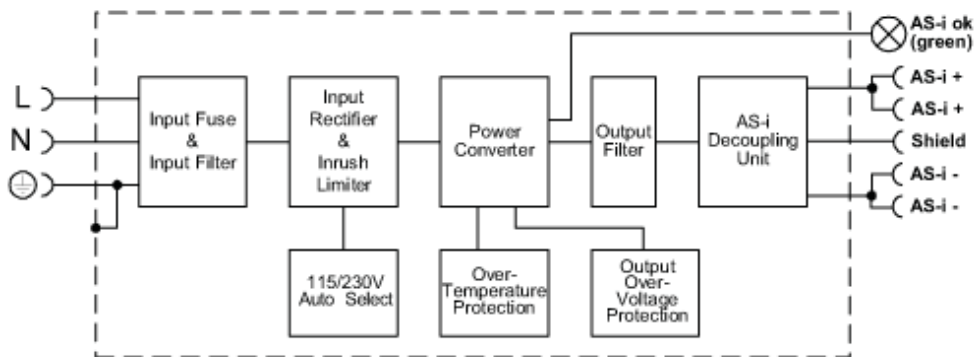 AS-i ok
(green)
L
N
Input Fuse
&
Input Filter
Input
Rectifier
&
Inrush
Limiter
Power
Converter
Output
Filter
AS-i
Decoupling
Unit
AS-i +
AS-i +
Shield
AS-i -
AS-i -
115/230V
Auto Select
Over-
Temperature
Protection
Output
Over-
Voltage
Protection